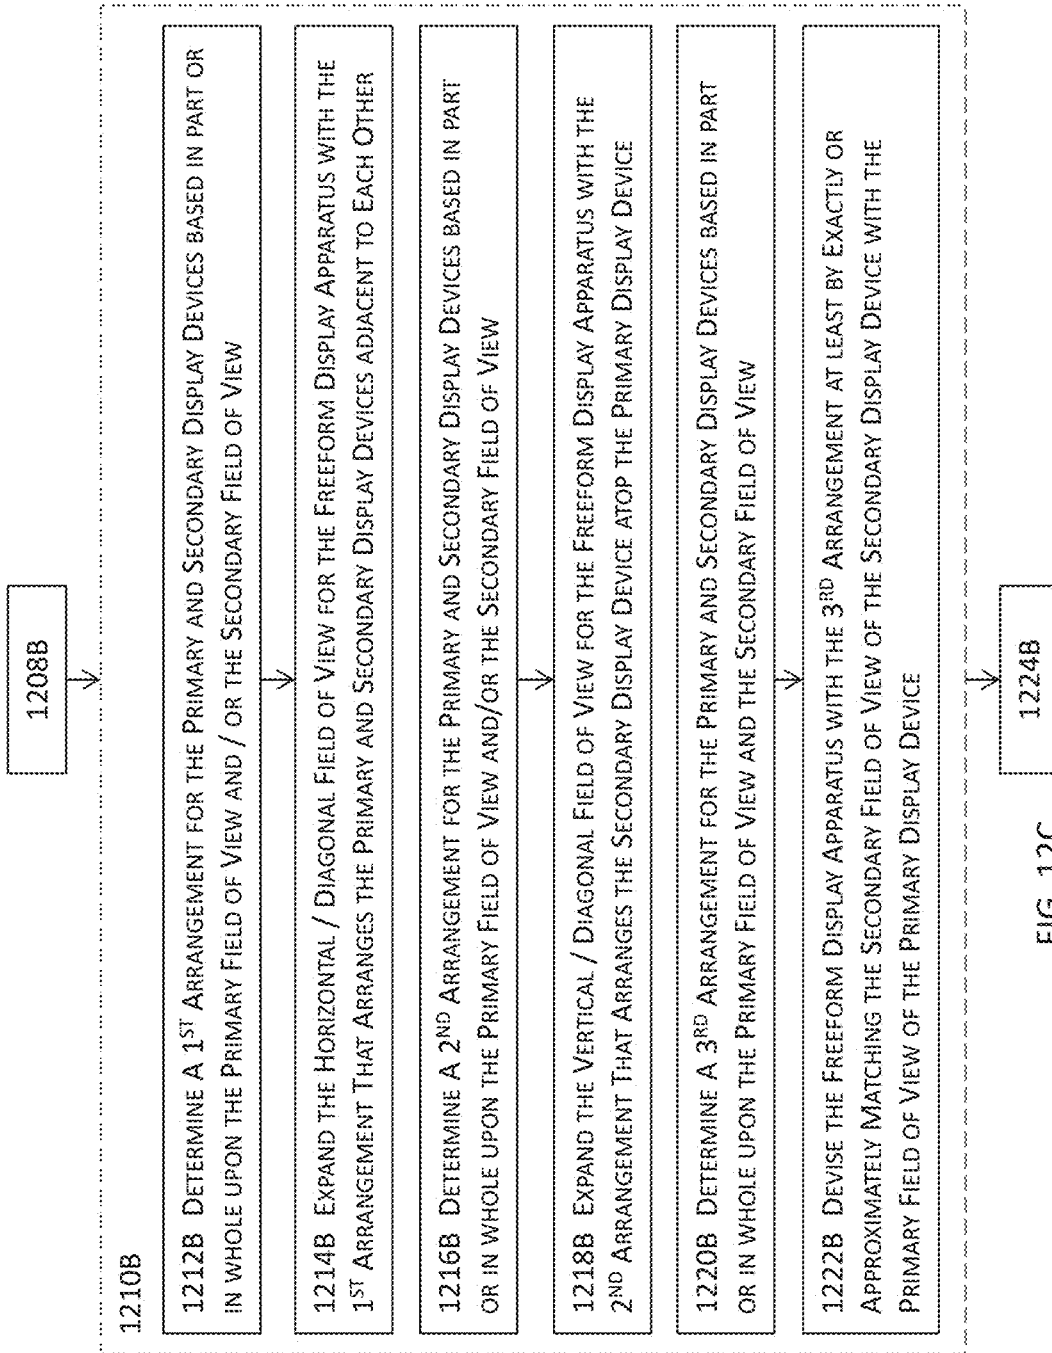 1208B
1210B
1212B DETERMINE A 1ST ARRANGEMENT FOR THE PRIMARY AND SECONDARY DISPLAY DEVICES BASED IN PART OR
IN WHOLE UPON THE PRIMARY FIELD OF VIEW AND / OR THE SECONDARY FIELD OF VIEW
1214B EXPAND THE HORIZONTAL / DIAGONAL FIELD OF VIEW FOR THE FREEFORM DISPLAY APPARATUS WITH THE
1ST ARRANGEMENT THAT ARRANGES THE PRIMARY AND SECONDARY DISPLAY DEVICES ADJACENT TO EACH OTHER
1216B DETERMINE A 2ND ARRANGEMENT FOR THE PRIMARY AND SECONDARY DISPLAY DEVICES BASED IN PART
OR IN WHOLE UPON THE PRIMARY FIELD OF VIEW AND/OR THE SECONDARY FIELD OF VIEW
1218B EXPAND THE VERTICAL / DIAGONAL FIELD OF VIEW FOR THE FREEFORM DISPLAY APPARATUS WITH THE
2ND ARRANGEMENT THAT ARRANGES THE SECONDARY DISPLAY DEVICE ATOP THE PRIMARY DISPLAY DEVICE
1220B DETERMINE A 3RD ARRANGEMENT FOR THE PRIMARY AND SECONDARY DISPLAY DEVICES BASED IN PART
OR IN WHOLE UPON THE PRIMARY FIELD OF VIEW AND THE SECONDARY FIELD OF VIEW
1222B DEVISE THE FREEFORM DISPLAY APPARATUS WITH THE 3RD ARRANGEMENT AT LEAST BY EXACTLY OR
APPROXIMATELY MATCHING THE SECONDARY FIELD OF VIEW OF THE SECONDARY DISPLAY DEVICE WITH THE
PRIMARY FIELD OF VIEW OF THE PRIMARY DISPLAY DEVICE
1224B
FIG. 12C